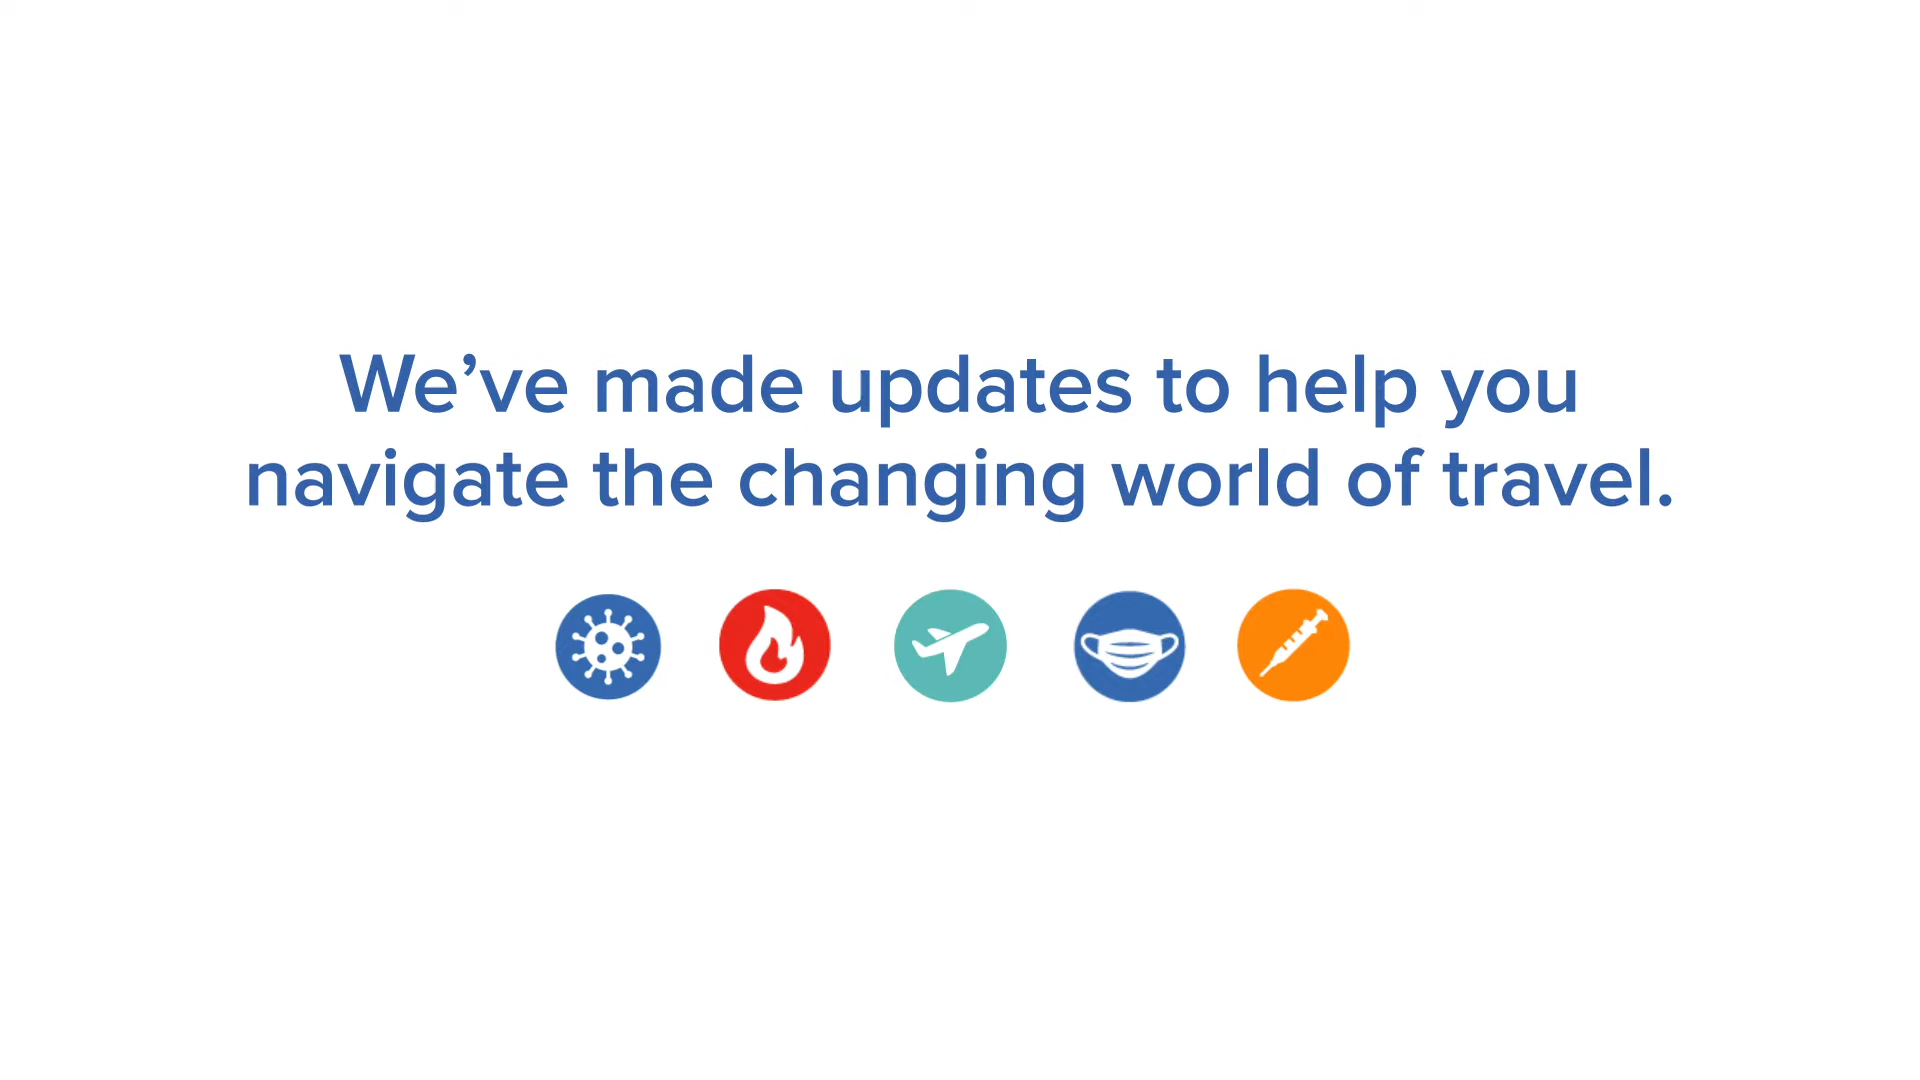 We’ve made updates to help you
navigate the changing world of travel.